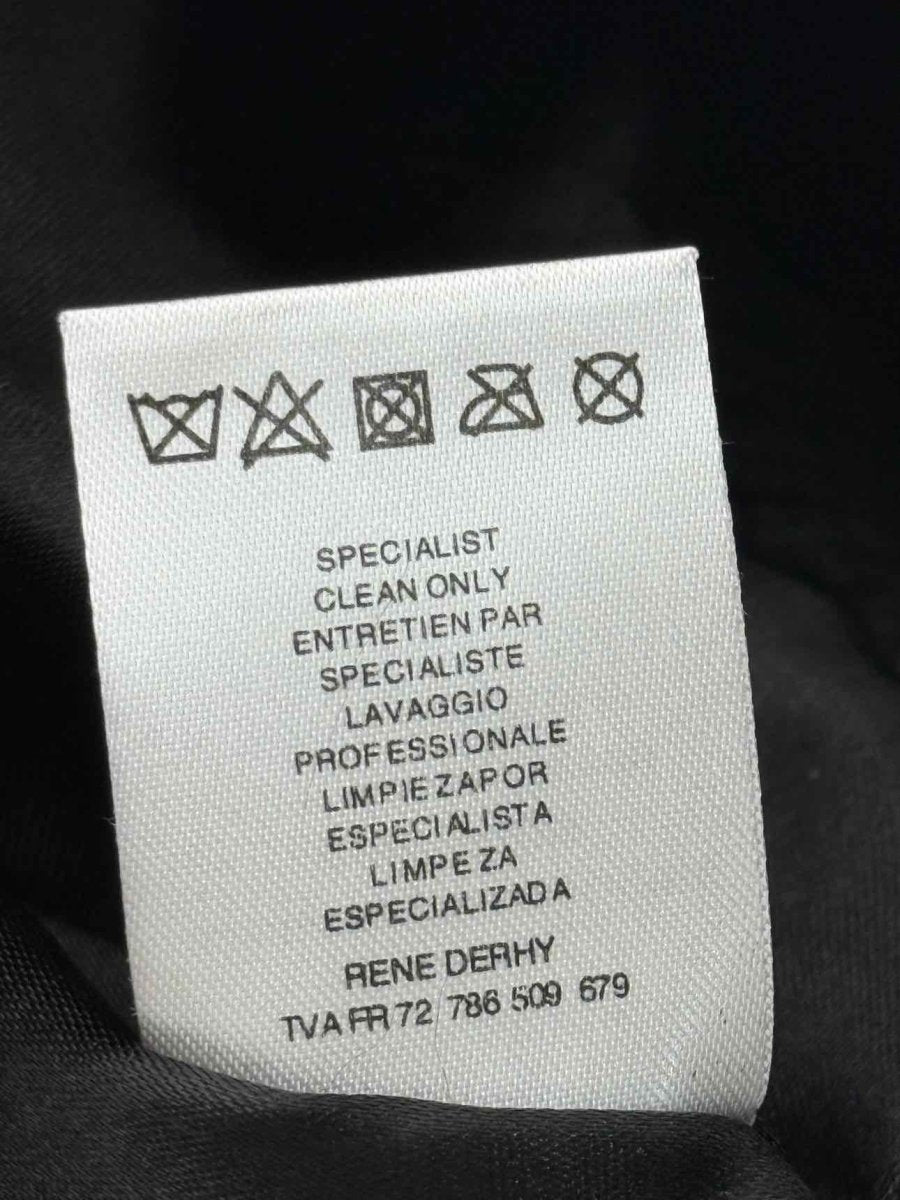 SPECIALIST
CLEAN ONLY
ENTRETIEN PAR
SPECIALISTE
LAVAGGIO
PROFESSIONALE
LIMPIEZA POR
ESPECIALISTA
LIMPEZA
ESPECIALIZADA
RENE DERHY
TVA FR 72 786 509 679